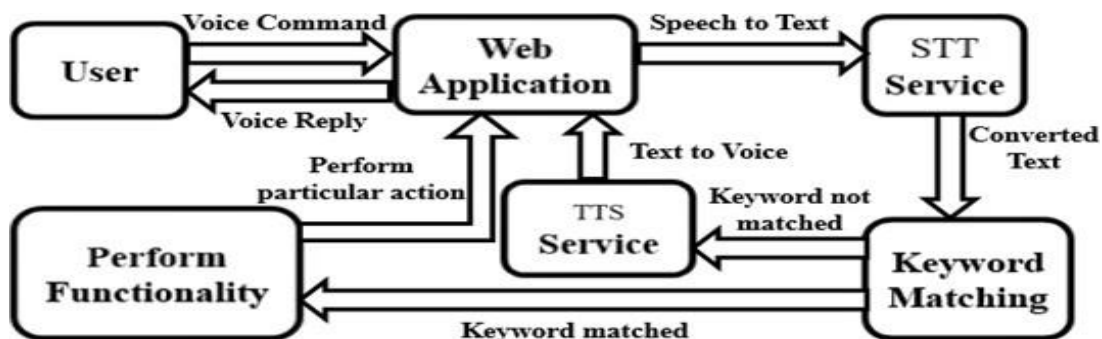 Voice Command
User
Voice Reply
Web
Application
Speech to Text
STT
Service
Converted
Text
Perform
particular action
Text to Voice
TTS
Service
Keyword not
matched
Perform
Functionality
Keyword
Matching
Keyword matched